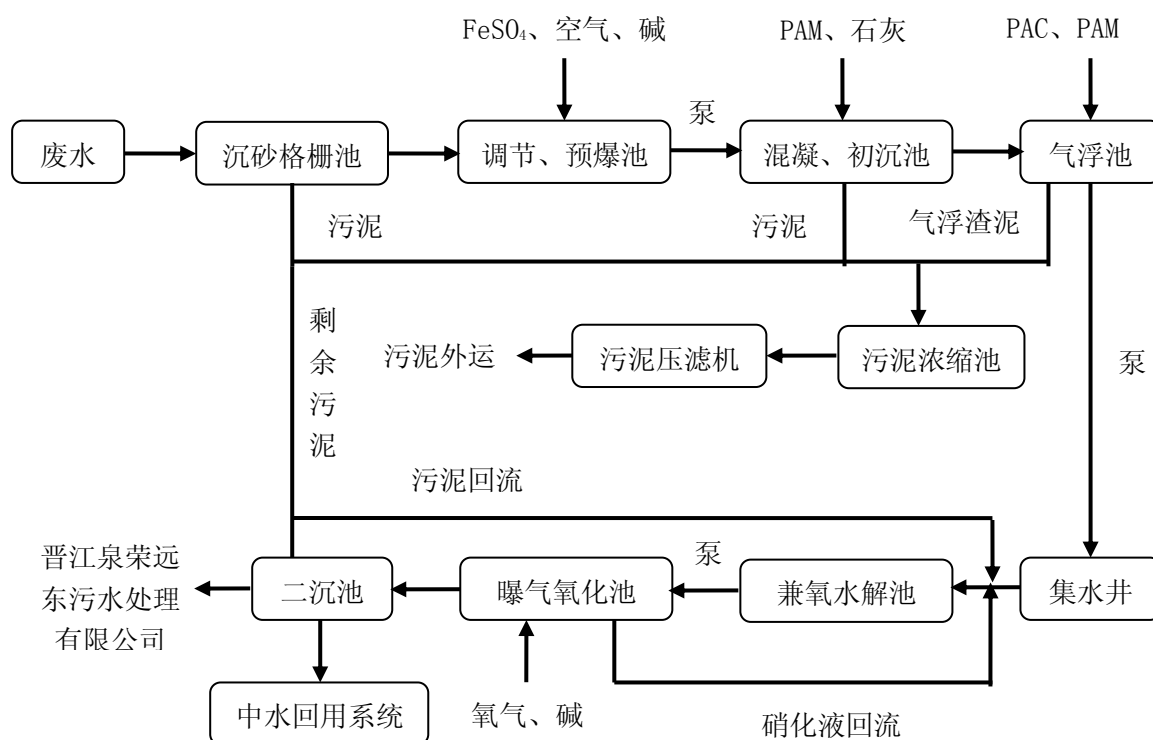 FeSO₄、空气、碱
PAM、石灰
PAC、PAM
泵
废水
沉砂格栅池
调节、预爆池
混凝、初沉池
气浮池
污泥
污泥
气浮渣泥
剩
余
污
泥
污泥外运
污泥压滤机
污泥浓缩池
泵
污泥回流
晋江泉荣远
东污水处理
有限公司
泵
二沉池
曝气氧化池
兼氧水解池
集水井
中水回用系统
氧气、碱
硝化液回流